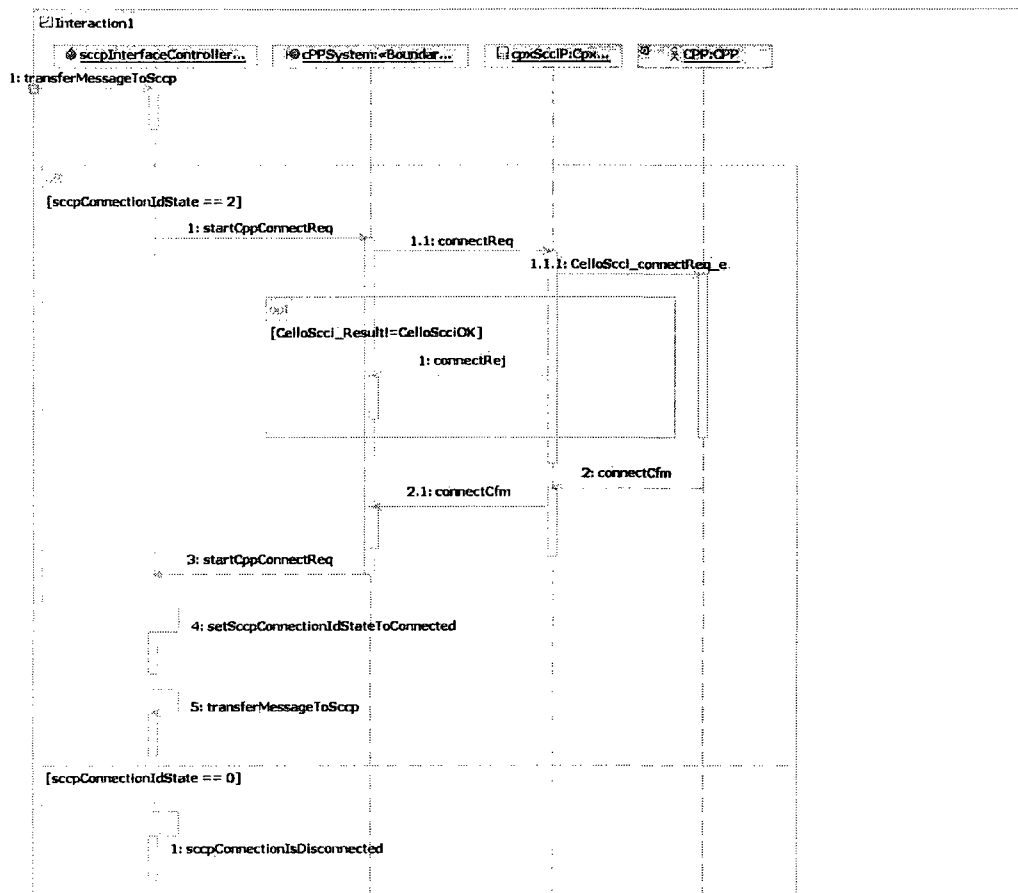 Interaction1
sccpInterfaceController...
cPPSystem:«Boundar...
cpxScciP:Cpx...
CPP:CPP
1: transferMessageToSccp
alt
[sccpConnectionIdState == 2]
1: startCppConnectReq
1.1: connectReq
1.1.1: CelloScci_connectReq_e
opt
[CelloScci_Result!=CelloScciOK]
1: connectRej
2: connectCfm
2.1: connectCfm
3: startCppConnectReq
4: setSccpConnectionIdStateToConnected
5: transferMessageToSccp
[sccpConnectionIdState == 0]
1: sccpConnectionIsDisconnected